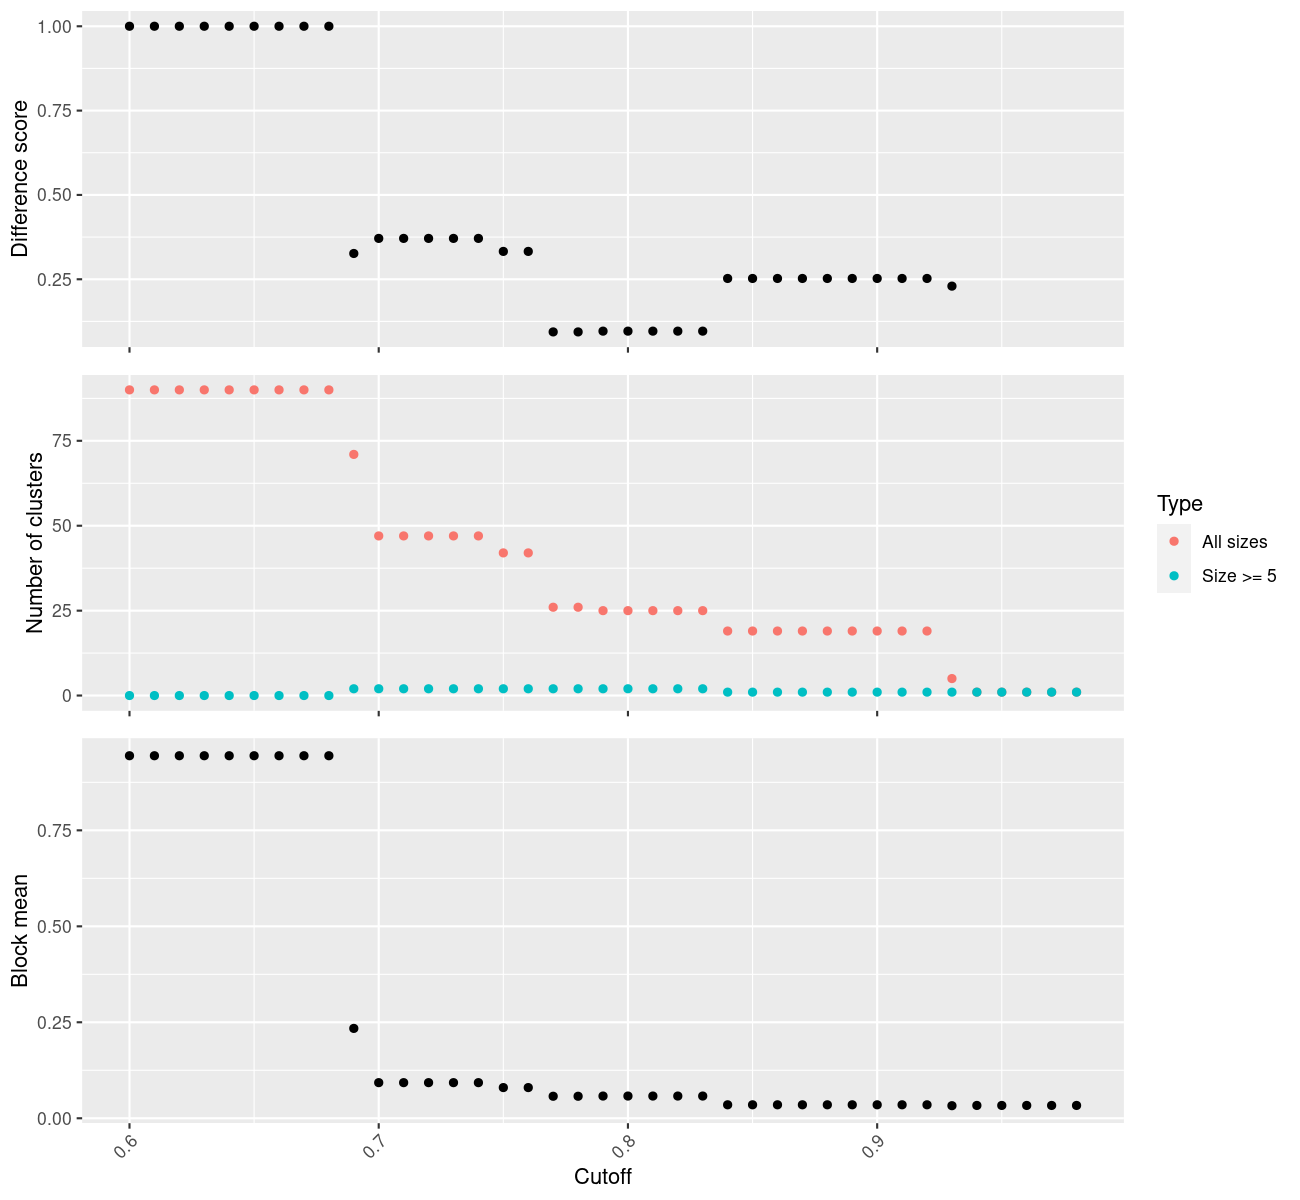 Difference score
1.00
0.75
0.50
0.25
Number of clusters
75
50
25
0
Type
All sizes
Size >= 5
Block mean
0.75
0.50
0.25
0.00
0.6 0.7 0.8 0.9
Cutoff